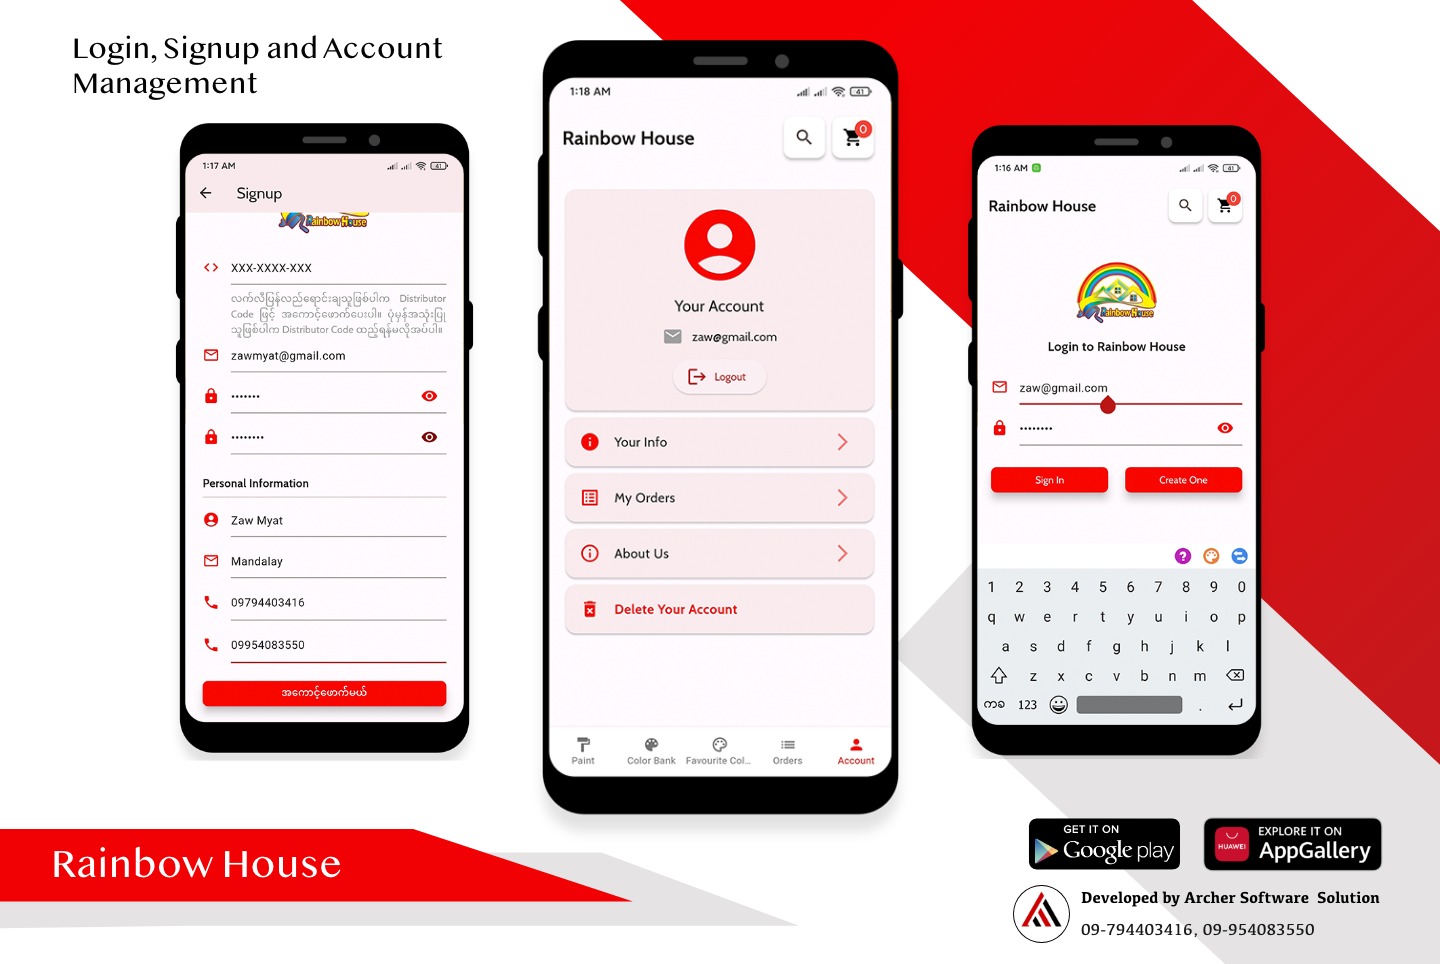 Login, Signup and Account
Management
1:17 AM
41
Signup
Rainbow House
XXX-XXXX-XXX
လက်လီပြန်လည်ရောင်းချသူဖြစ်ပါက Distributor
Code ဖြင့် အကောင့်ဖောက်ပေးပါ။ ပုံမှန်အသုံးပြု
သူဖြစ်ပါက Distributor Code ထည့်ရန်မလိုအပ်ပါ။
zawmyat@gmail.com
•••••••
••••••••
Personal Information
Zaw Myat
Mandalay
09794403416
09954083550
အကောင့်ဖောက်မယ်
1:18 AM
41
Rainbow House
0
Your Account
zaw@gmail.com
Logout
Your Info
My Orders
About Us
Delete Your Account
Paint
Color Bank
Favourite Col...
Orders
Account
1:16 AM
41
Rainbow House
0
Rainbow House
Login to Rainbow House
zaw@gmail.com
••••••••
Sign In
Create One
1 2 3 4 5 6 7 8 9 0
q w e r t y u i o p
a s d f g h j k l
z x c v b n m
ကခ 123 .
Rainbow House
GET IT ON
Google play
HUAWEI
EXPLORE IT ON
AppGallery
Developed by Archer Software Solution
09-794403416, 09-954083550